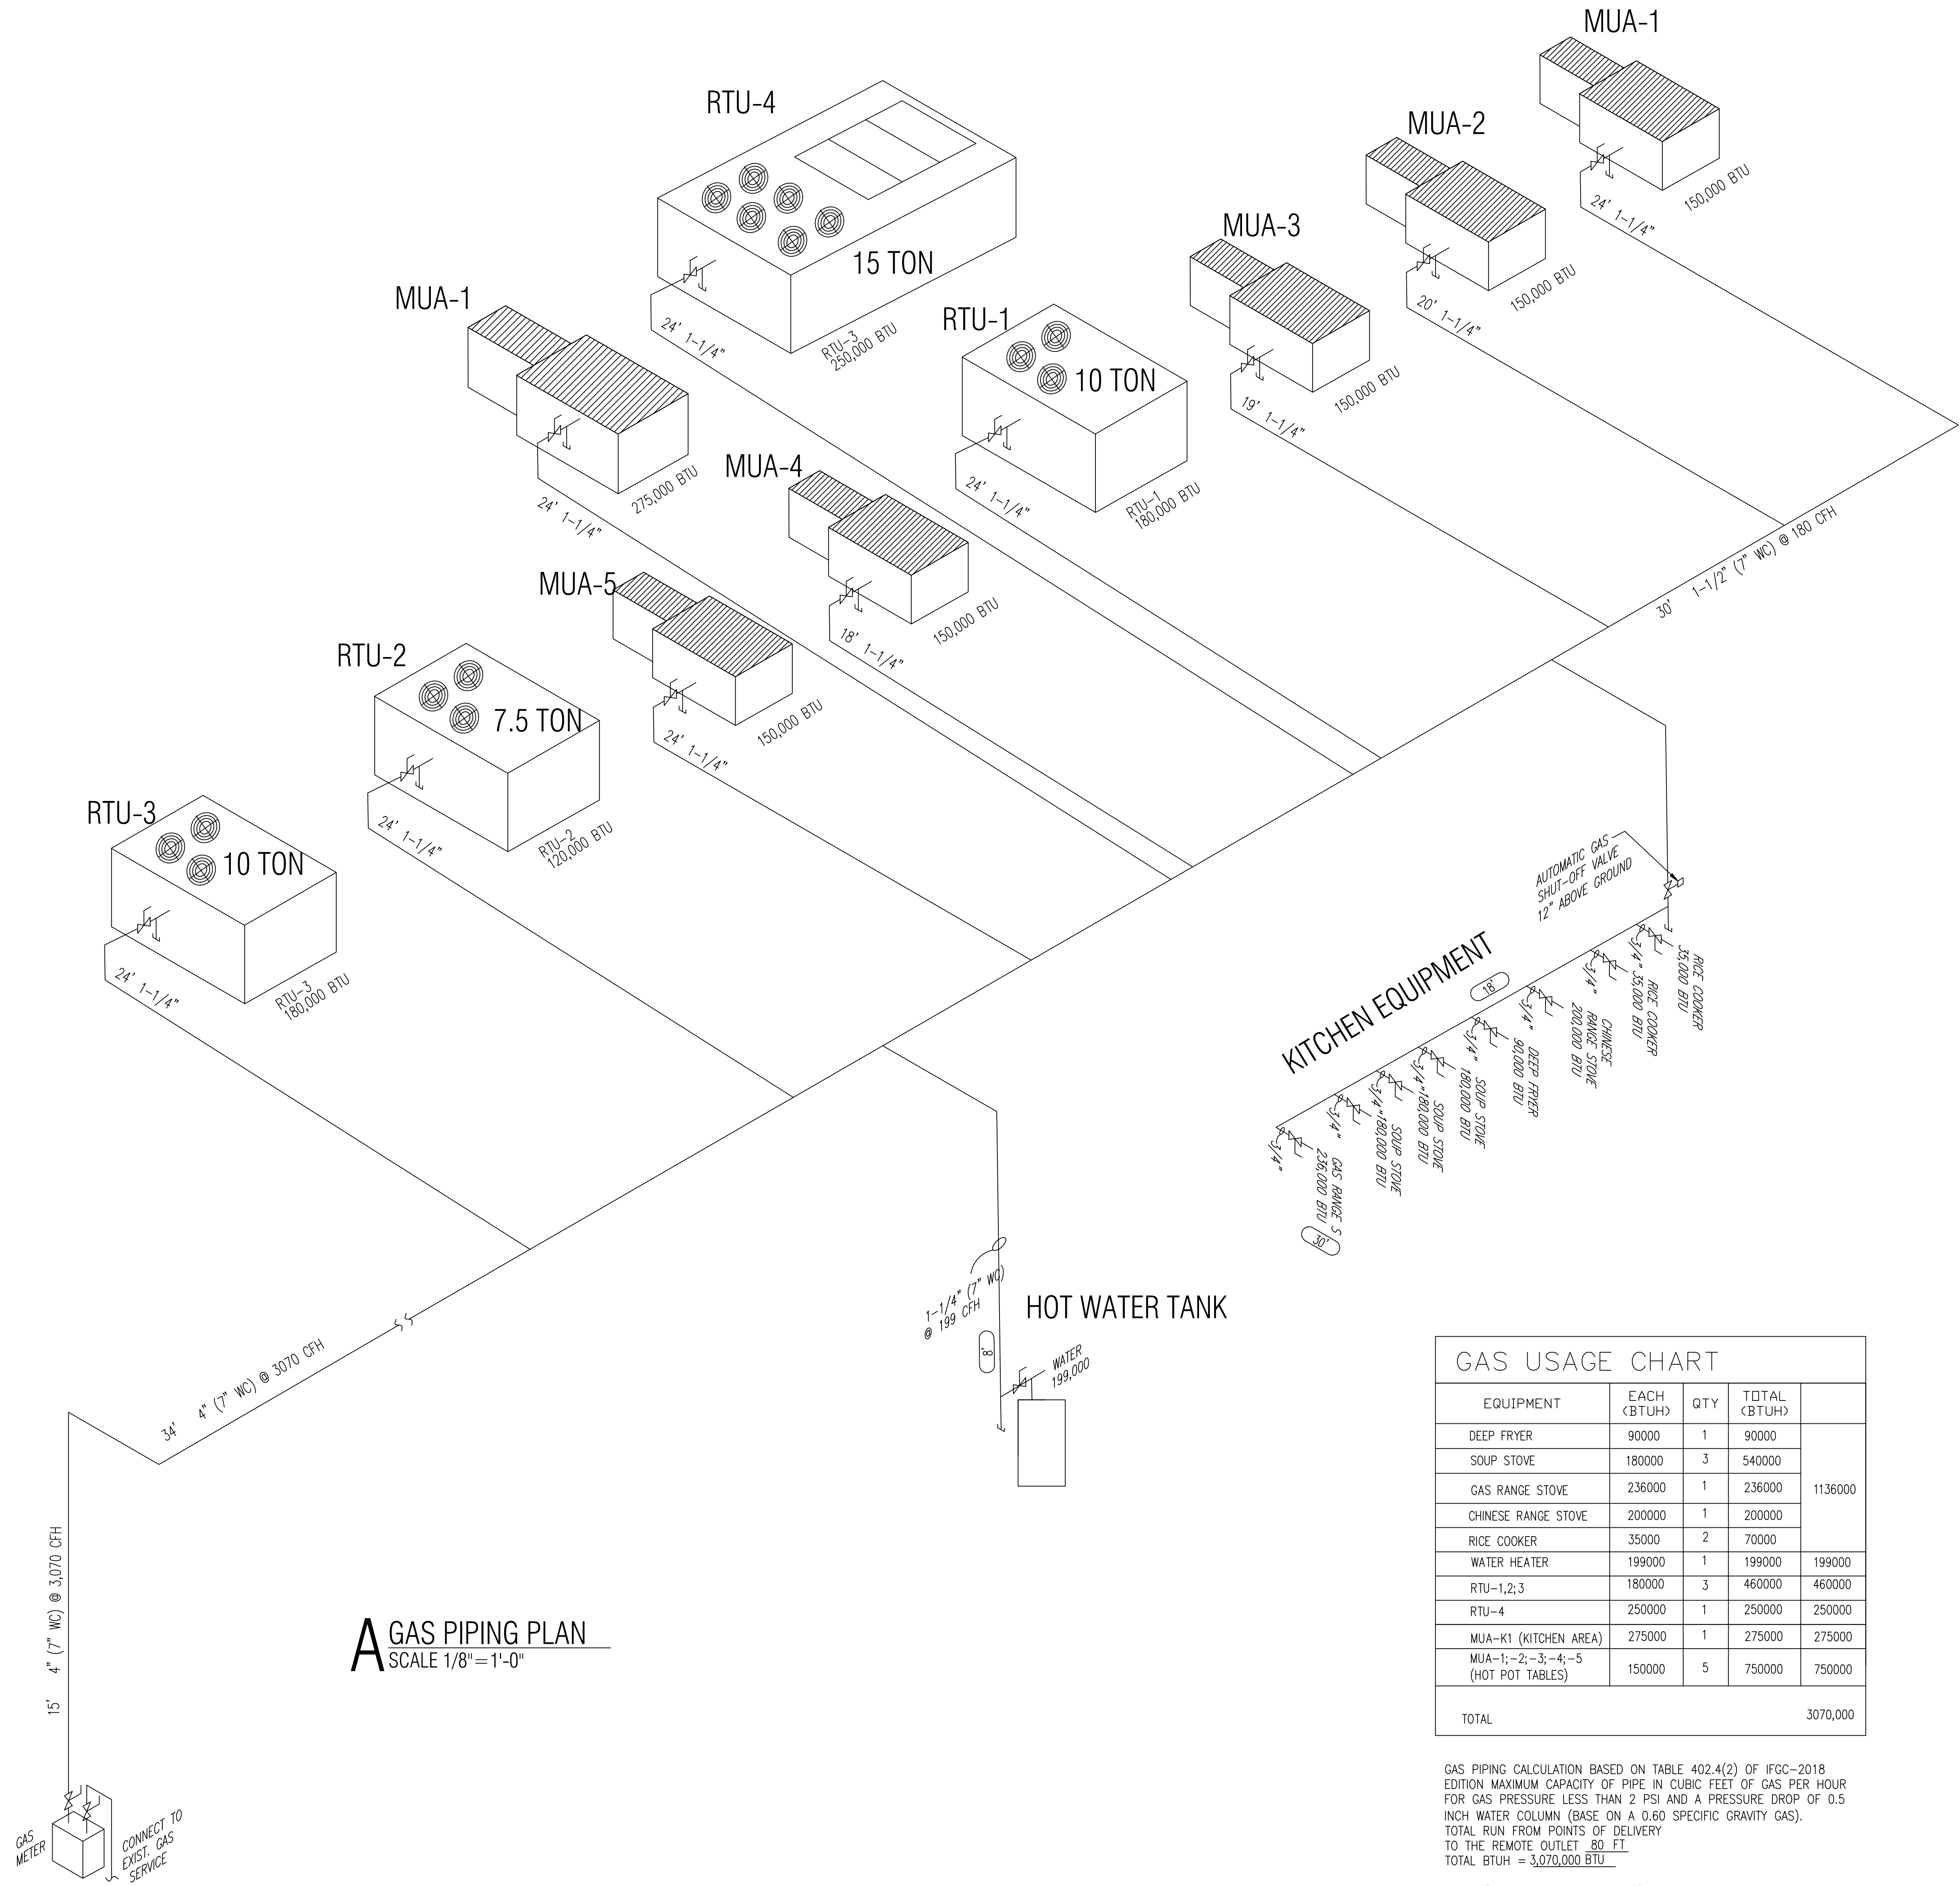 MUA-1
150,000 BTU
24' 1-1/4"
MUA-2
150,000 BTU
20' 1-1/4"
MUA-3
150,000 BTU
19' 1-1/4"
RTU-4
15 TON
RTU-3
250,000 BTU
24' 1-1/4"
RTU-1
10 TON
RTU-1
180,000 BTU
24' 1-1/4"
MUA-1
275,000 BTU
24' 1-1/4"
MUA-4
150,000 BTU
18' 1-1/4"
MUA-5
150,000 BTU
24' 1-1/4"
RTU-2
7.5 TON
RTU-2
120,000 BTU
24' 1-1/4"
RTU-3
10 TON
RTU-3
180,000 BTU
24' 1-1/4"
30' 1-1/2" (7" WC) @ 180 CFH
AUTOMATIC GAS
SHUT-OFF VALVE
12" ABOVE GROUND
KITCHEN EQUIPMENT
18'
RICE COOKER
35,000 BTU
3/4"
RICE COOKER
35,000 BTU
3/4"
CHINESE
RANGE STOVE
200,000 BTU
3/4"
DEEP FRYER
90,000 BTU
3/4"
SOUP STOVE
180,000 BTU
3/4"
SOUP STOVE
180,000 BTU
3/4"
SOUP STOVE
180,000 BTU
3/4"
GAS RANGE S
236,000 BTU
3/4"
30'
1-1/4" (7" WC)
@ 199 CFH
8'
HOT WATER TANK
WATER
199,000
34' 4" (7" WC) @ 3070 CFH
15' 4" (7" WC) @ 3,070 CFH
GAS
METER
CONNECT TO
EXIST. GAS
SERVICE
A GAS PIPING PLAN
SCALE 1/8"=1'-0"
GAS USAGE CHART
EQUIPMENT EACH (BTUH) QTY TOTAL (BTUH)
DEEP FRYER 90000 1 90000
SOUP STOVE 180000 3 540000
GAS RANGE STOVE 236000 1 236000 1136000
CHINESE RANGE STOVE 200000 1 200000
RICE COOKER 35000 2 70000
WATER HEATER 199000 1 199000 199000
RTU-1,2;3 180000 3 460000 460000
RTU-4 250000 1 250000 250000
MUA-K1 (KITCHEN AREA) 275000 1 275000 275000
MUA-1;-2;-3;-4;-5
(HOT POT TABLES) 150000 5 750000 750000
TOTAL 3070,000
GAS PIPING CALCULATION BASED ON TABLE 402.4(2) OF IFGC-2018
EDITION MAXIMUM CAPACITY OF PIPE IN CUBIC FEET OF GAS PER HOUR
FOR GAS PRESSURE LESS THAN 2 PSI AND A PRESSURE DROP OF 0.5
INCH WATER COLUMN (BASE ON A 0.60 SPECIFIC GRAVITY GAS).
TOTAL RUN FROM POINTS OF DELIVERY
TO THE REMOTE OUTLET 80 FT
TOTAL BTUH = 3,070,000 BTU